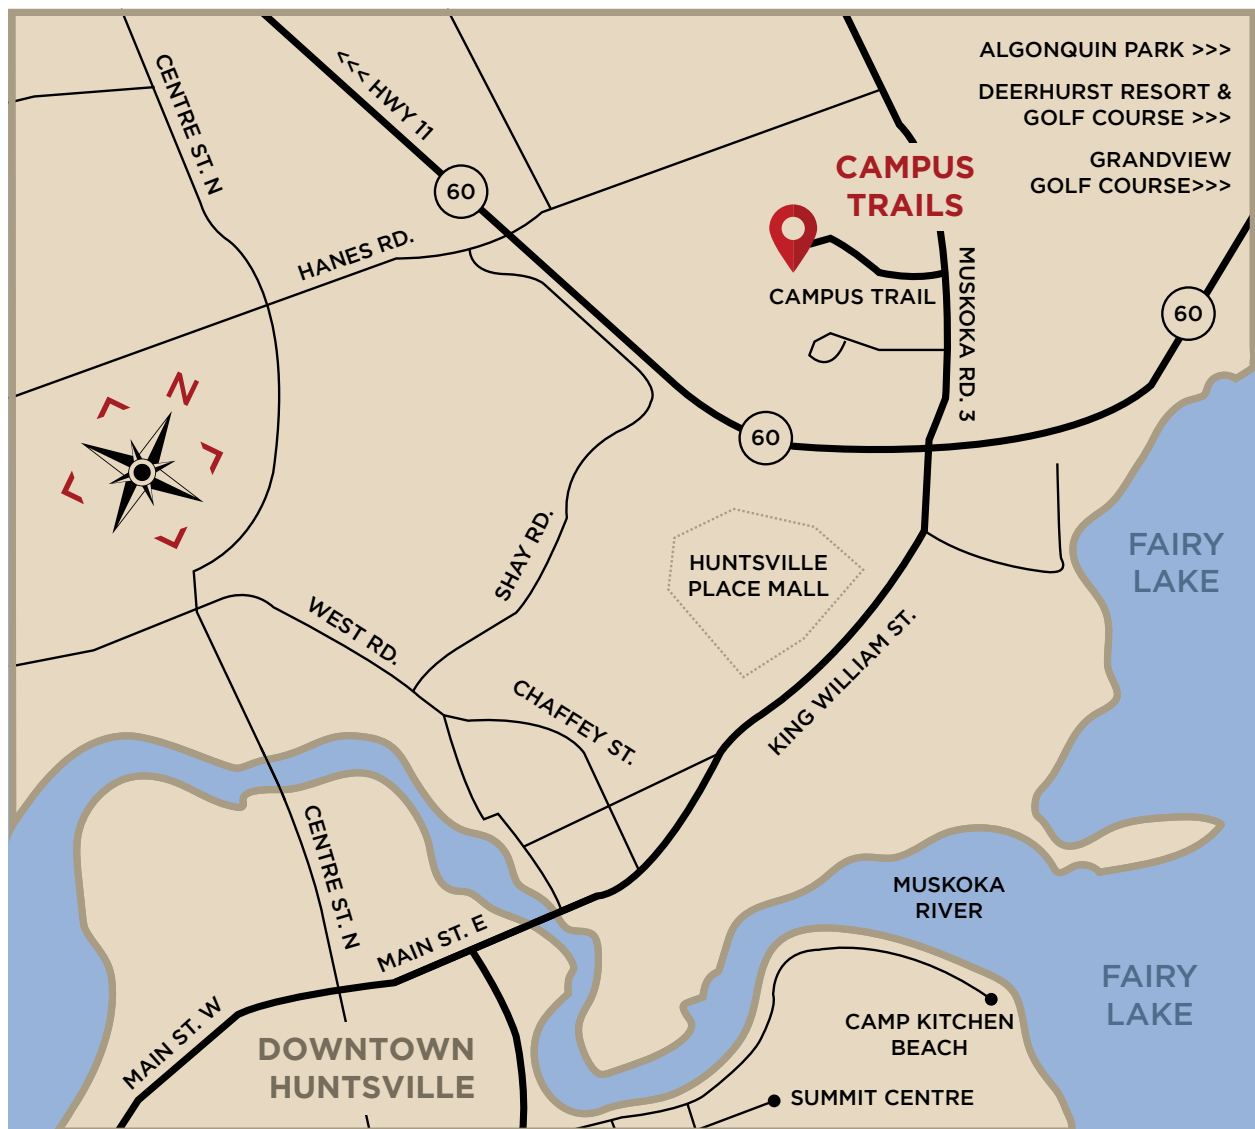 ALGONQUIN PARK >>>
DEERHURST RESORT &
GOLF COURSE >>>
GRANDVIEW
GOLF COURSE>>>
CENTRE ST. N
<<< HWY 11
60
CAMPUS
TRAILS
HANES RD.
CAMPUS TRAIL
MUSKOKA RD. 3
60
N
60
SHAY RD.
HUNTSVILLE
PLACE MALL
FAIRY
LAKE
WEST RD.
KING WILLIAM ST.
CHAFFEY ST.
CENTRE ST. N
MUSKOKA
RIVER
MAIN ST. E
FAIRY
LAKE
MAIN ST. W
CAMP KITCHEN
BEACH
DOWNTOWN
HUNTSVILLE
SUMMIT CENTRE